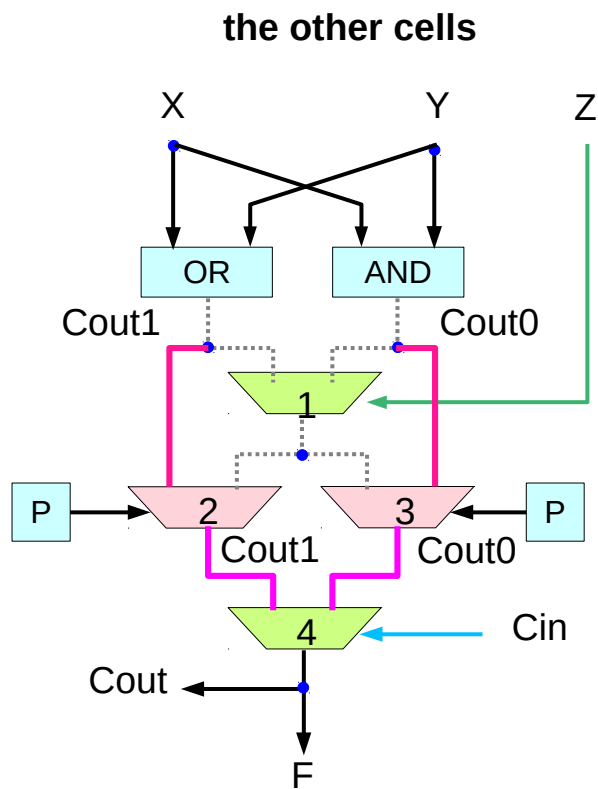 the other cells
X Y Z
OR AND
Cout1 Cout0
1
P 2 3 P
Cout1 Cout0
4 Cin
Cout
F